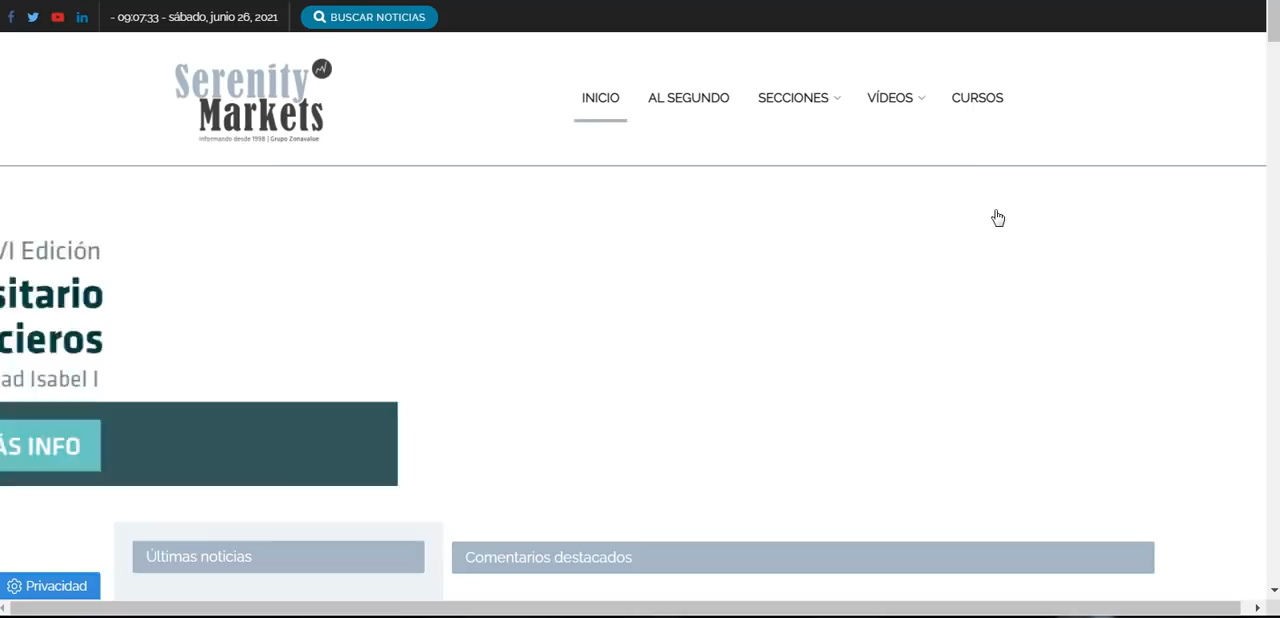 - 09:07:33 - sábado, junio 26, 2021
BUSCAR NOTICIAS
Serenity
Markets
informando desde 1998 | Grupo Zonavalue
INICIO
AL SEGUNDO
SECCIONES
VÍDEOS
CURSOS
VI Edición
sitario
cieros
ad Isabel I
ÁS INFO
Últimas noticias
Comentarios destacados
Privacidad